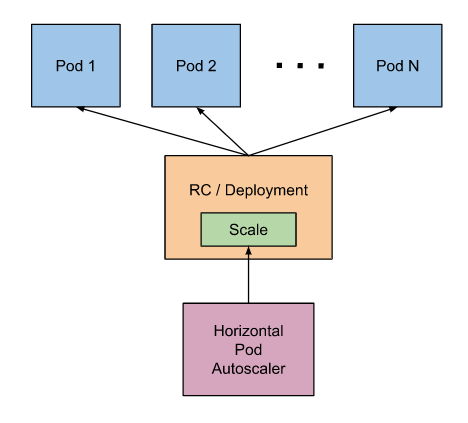 Pod 1
Pod 2
. . .
Pod N
RC / Deployment
Scale
Horizontal
Pod
Autoscaler